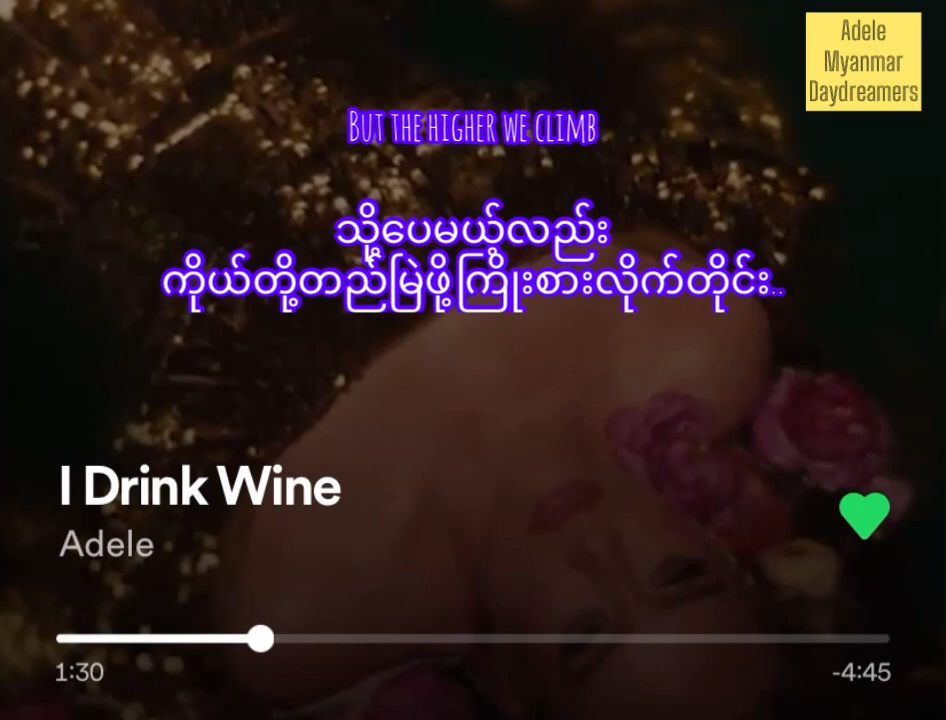 Adele
Myanmar
Daydreamers
But the higher we climb
သို့ပေမယ့်လည်း
ကိုယ်တို့တည်မြဲဖို့ကြိုးစားလိုက်တိုင်း..
I Drink Wine
Adele
1:30
-4:45